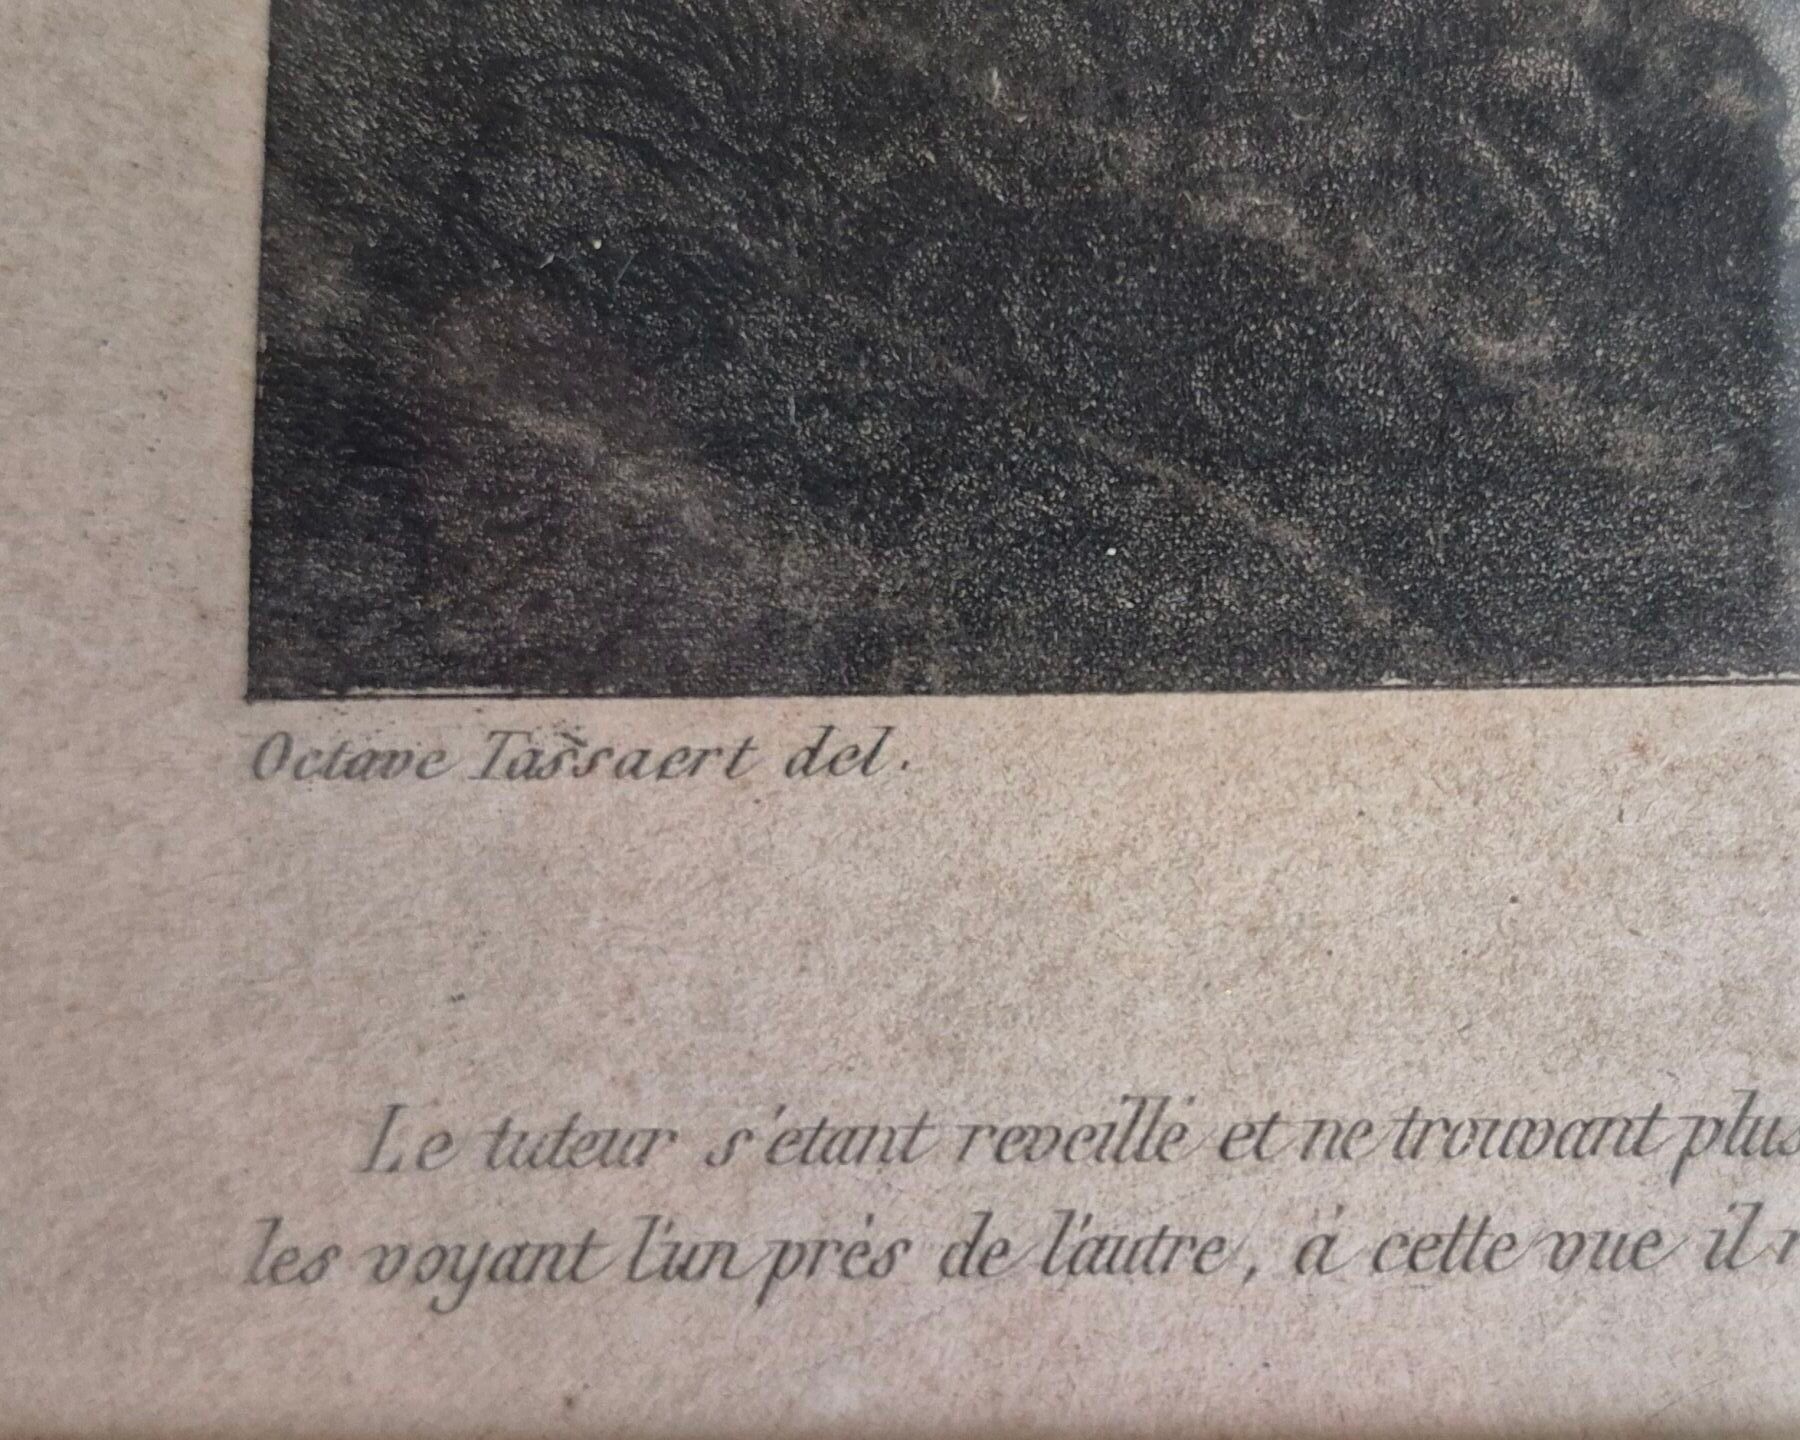 Octave Tassaert del.
Le tuteur s'etant reveillé et ne trouvant plus
les voyant l'un près de l'autre, à cette vue il